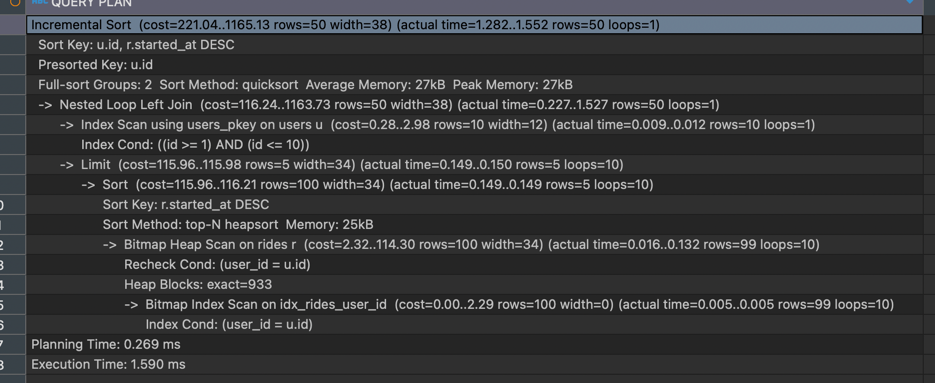 QUERY PLAN
Incremental Sort (cost=221.04..1165.13 rows=50 width=38) (actual time=1.282..1.552 rows=50 loops=1)
Sort Key: u.id, r.started_at DESC
Presorted Key: u.id
Full-sort Groups: 2 Sort Method: quicksort Average Memory: 27kB Peak Memory: 27kB
-> Nested Loop Left Join (cost=116.24..1163.73 rows=50 width=38) (actual time=0.227..1.527 rows=50 loops=1)
-> Index Scan using users_pkey on users u (cost=0.28..2.98 rows=10 width=12) (actual time=0.009..0.012 rows=10 loops=1)
Index Cond: ((id >= 1) AND (id <= 10))
-> Limit (cost=115.96..115.98 rows=5 width=34) (actual time=0.149..0.150 rows=5 loops=10)
-> Sort (cost=115.96..116.21 rows=100 width=34) (actual time=0.149..0.149 rows=5 loops=10)
0 Sort Key: r.started_at DESC
Sort Method: top-N heapsort Memory: 25kB
2 -> Bitmap Heap Scan on rides r (cost=2.32..114.30 rows=100 width=34) (actual time=0.016..0.132 rows=99 loops=10)
3 Recheck Cond: (user_id = u.id)
4 Heap Blocks: exact=933
5 -> Bitmap Index Scan on idx_rides_user_id (cost=0.00..2.29 rows=100 width=0) (actual time=0.005..0.005 rows=99 loops=10)
6 Index Cond: (user_id = u.id)
7 Planning Time: 0.269 ms
8 Execution Time: 1.590 ms